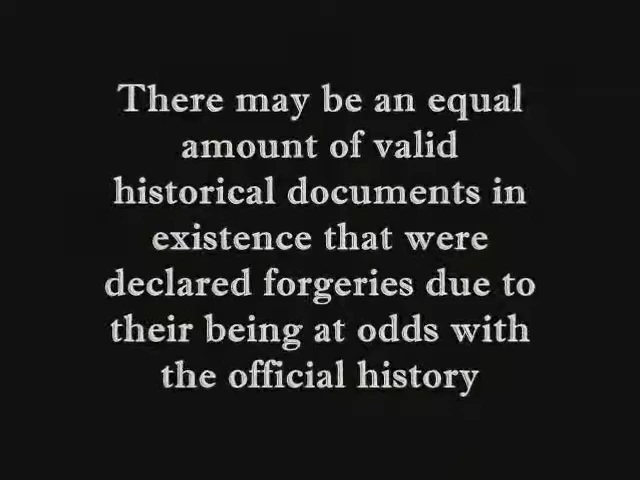 There may be an equal
amount of valid
historical documents in
existence that were
declared forgeries due to
their being at odds with
the official history